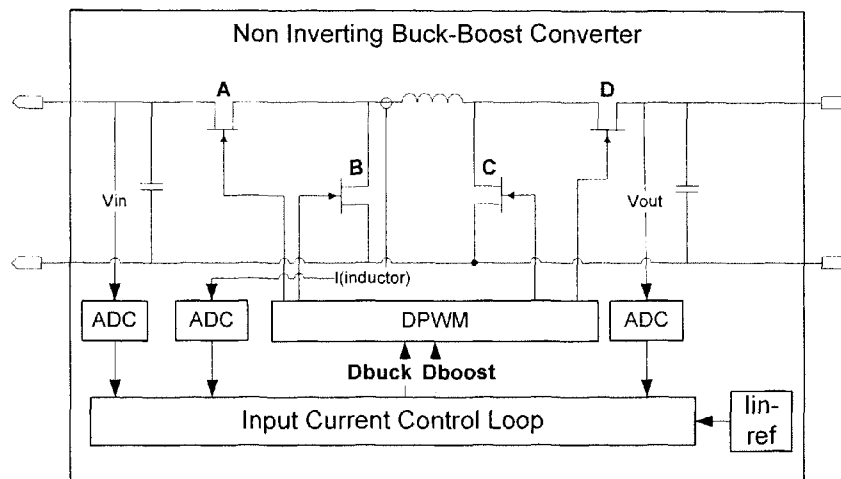 Non Inverting Buck-Boost Converter
A
D
B
C
Vin
Vout
I(inductor)
ADC
ADC
DPWM
ADC
Dbuck
Dboost
Input Current Control Loop
Iin-
ref